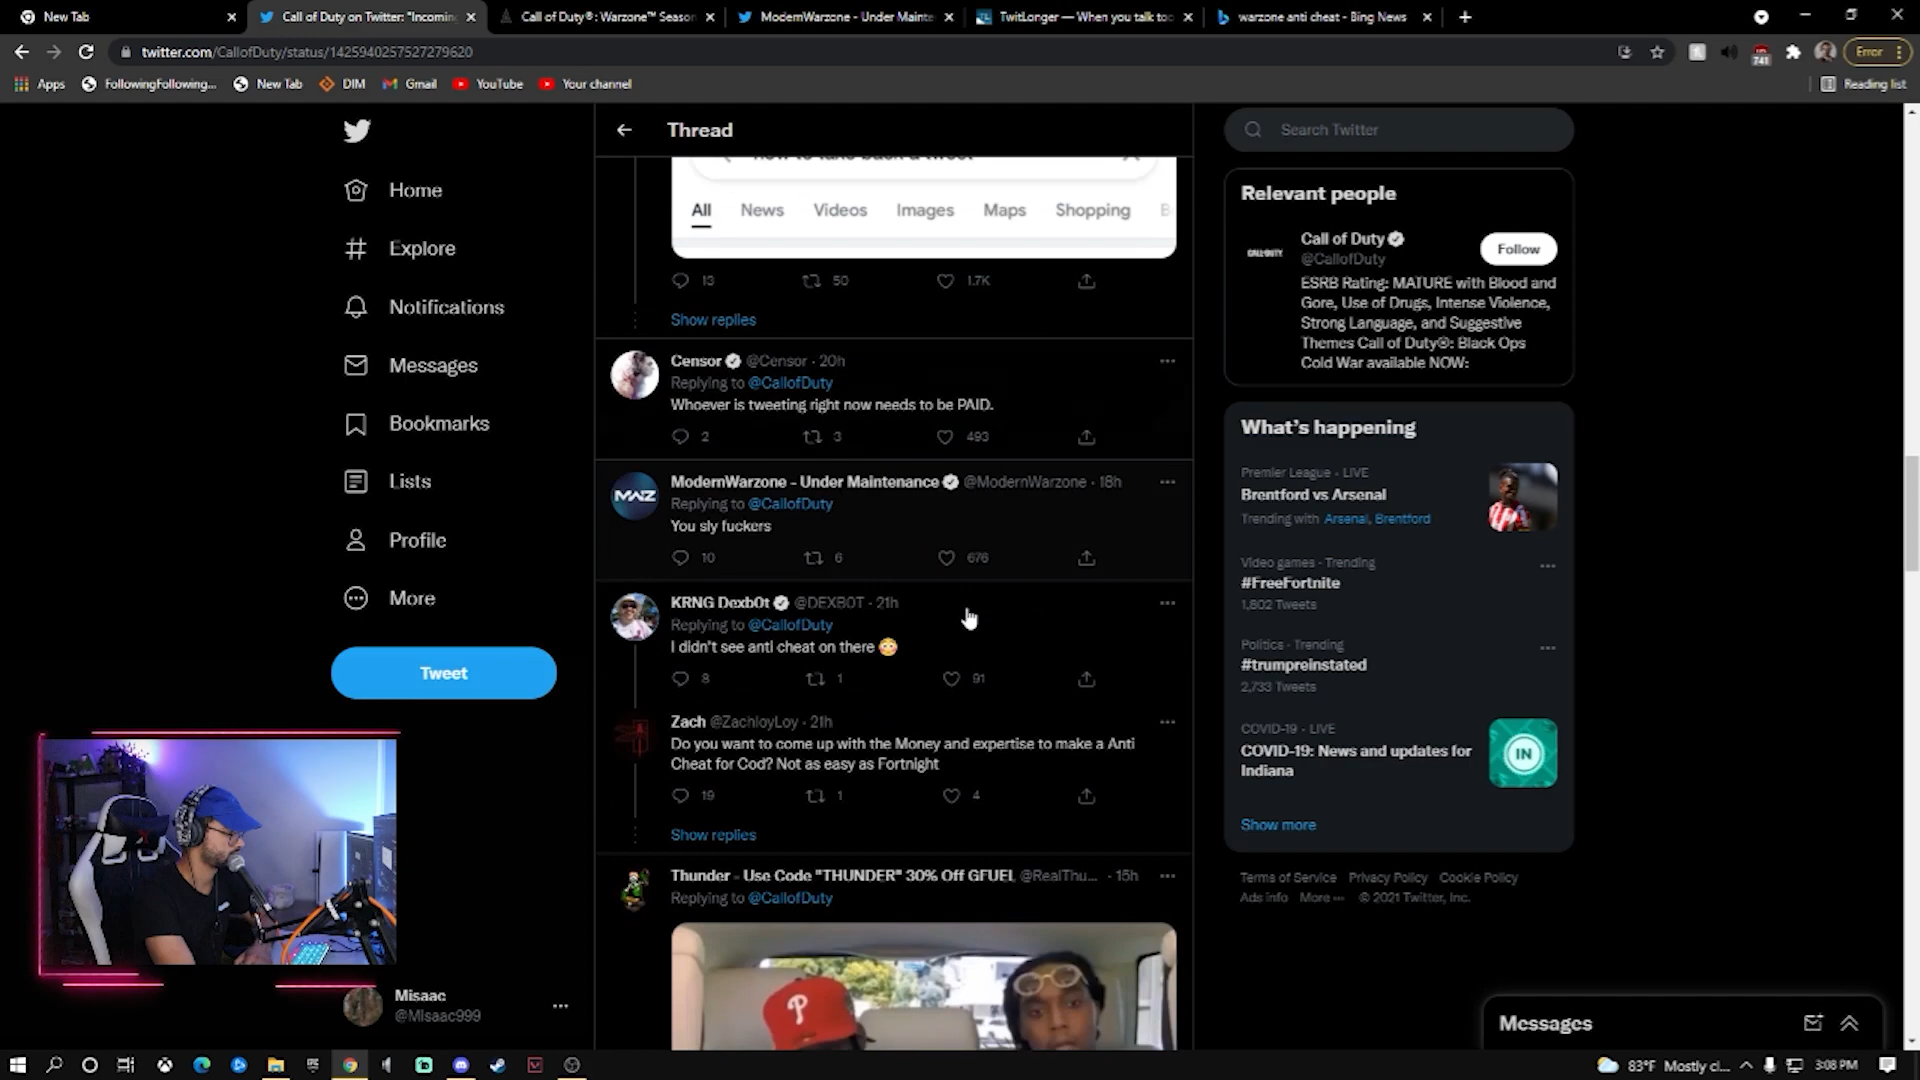 New Tab
Call of Duty on Twitter: "Incoming
Call of Duty®: Warzone™ Season
ModernWarzone - Under Mainte
TwitLonger — When you talk too
warzone anti cheat - Bing News
twitter.com/CallofDuty/status/1425940257527279620
741
Error
Apps
FollowingFollowing...
New Tab
DIM
Gmail
YouTube
Your channel
Reading list
Home
Explore
Notifications
Messages
Bookmarks
Lists
Profile
More
Tweet
Misaac
@MIsaac999
Thread
how to take back a tweet
All
News
Videos
Images
Maps
Shopping
13
50
1.7K
Show replies
Censor @Censor · 20h
Replying to @CallofDuty
Whoever is tweeting right now needs to be PAID.
2
3
493
MWZ
ModernWarzone - Under Maintenance @ModernWarzone · 18h
Replying to @CallofDuty
You sly fuckers
10
6
676
KRNG Dexb0t @DEXB0T · 21h
Replying to @CallofDuty
I didn't see anti cheat on there 😳
8
1
91
Zach @ZachloyLoy · 21h
Do you want to come up with the Money and expertise to make a Anti
Cheat for Cod? Not as easy as Fortnight
19
1
4
Show replies
Thunder - Use Code "THUNDER" 30% Off GFUEL @RealThu... · 15h
Replying to @CallofDuty
P
Search Twitter
Relevant people
CALL OF DUTY
Call of Duty
@CallofDuty
Follow
ESRB Rating: MATURE with Blood and
Gore, Use of Drugs, Intense Violence,
Strong Language, and Suggestive
Themes Call of Duty®: Black Ops
Cold War available NOW:
What's happening
Premier League · LIVE
Brentford vs Arsenal
Trending with Arsenal, Brentford
Video games · Trending
#FreeFortnite
1,802 Tweets
Politics · Trending
#trumpreinstated
2,733 Tweets
COVID-19 · LIVE
COVID-19: News and updates for
Indiana
IN
Show more
Terms of Service
Privacy Policy
Cookie Policy
Ads info
More ···
© 2021 Twitter, Inc.
Messages
83°F
Mostly cl...
3:08 PM